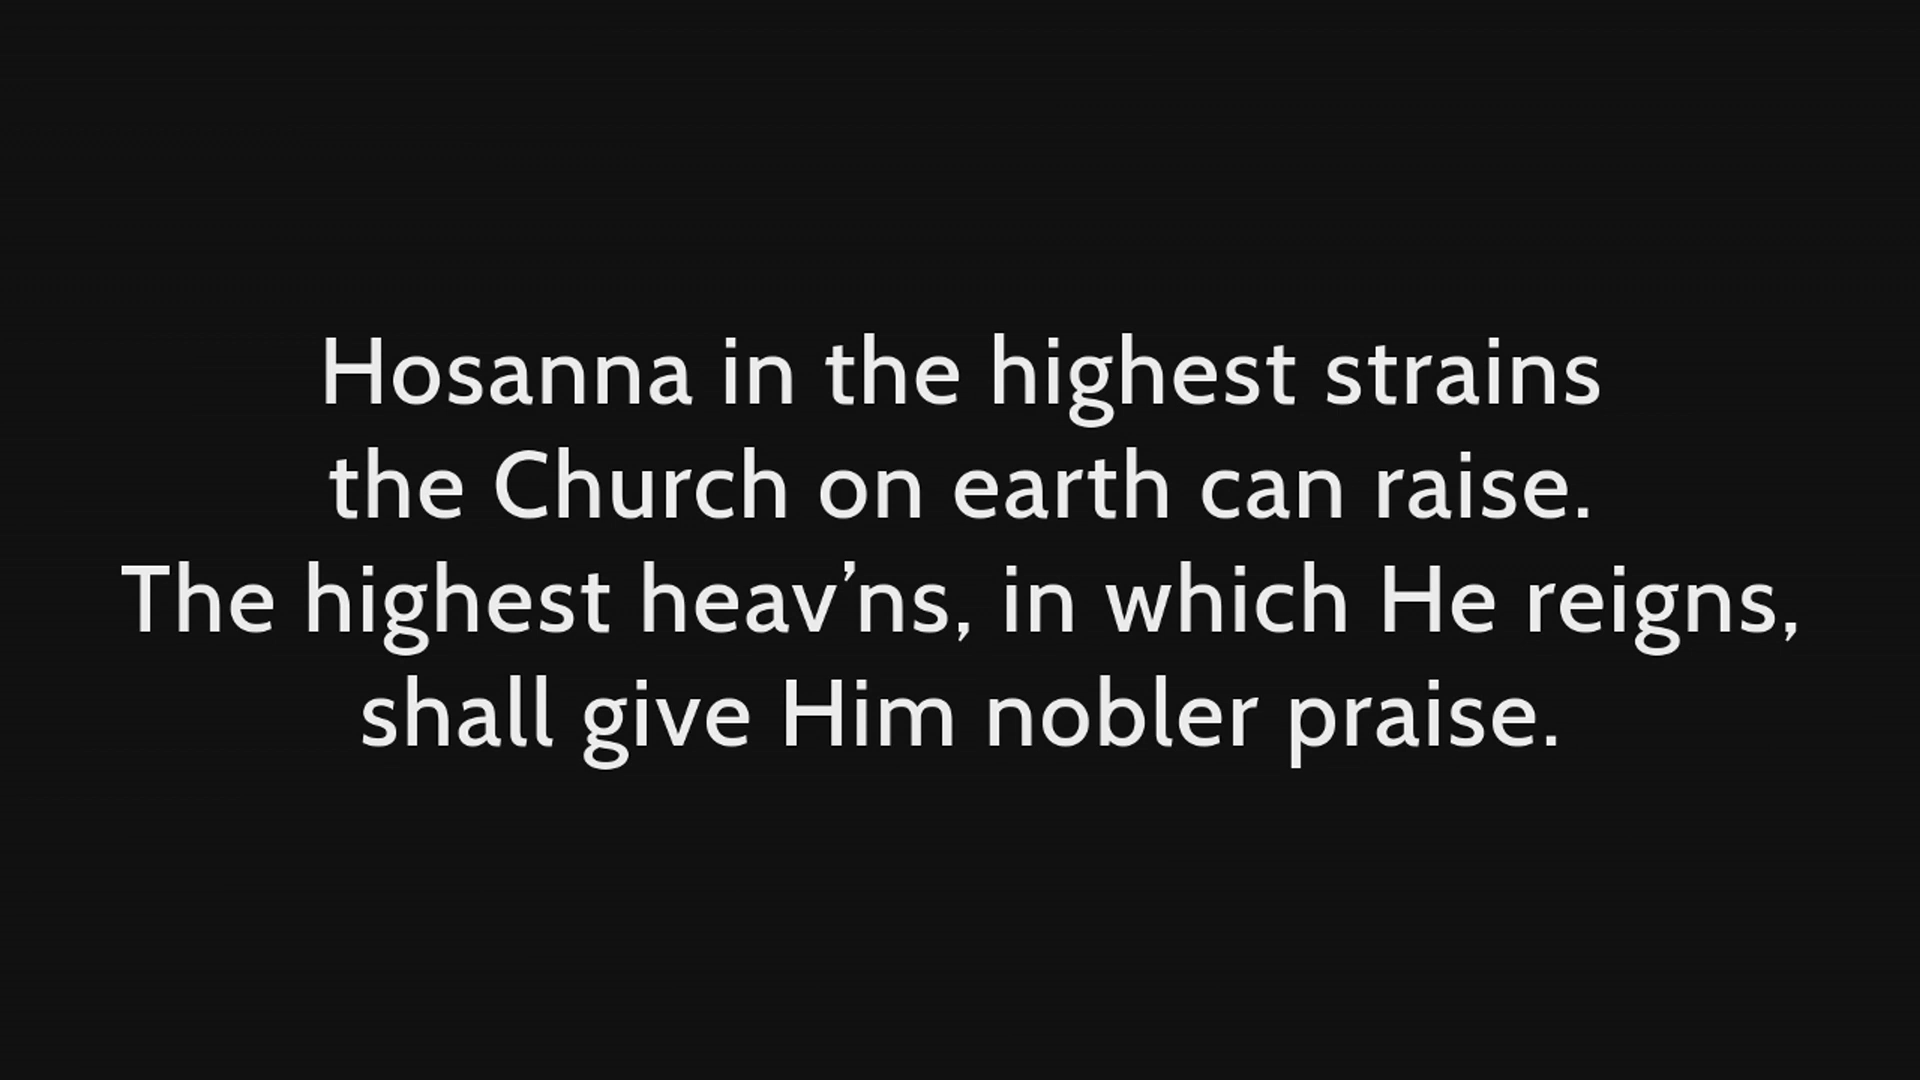 Hosanna in the highest strains
the Church on earth can raise.
The highest heav’ns, in which He reigns,
shall give Him nobler praise.